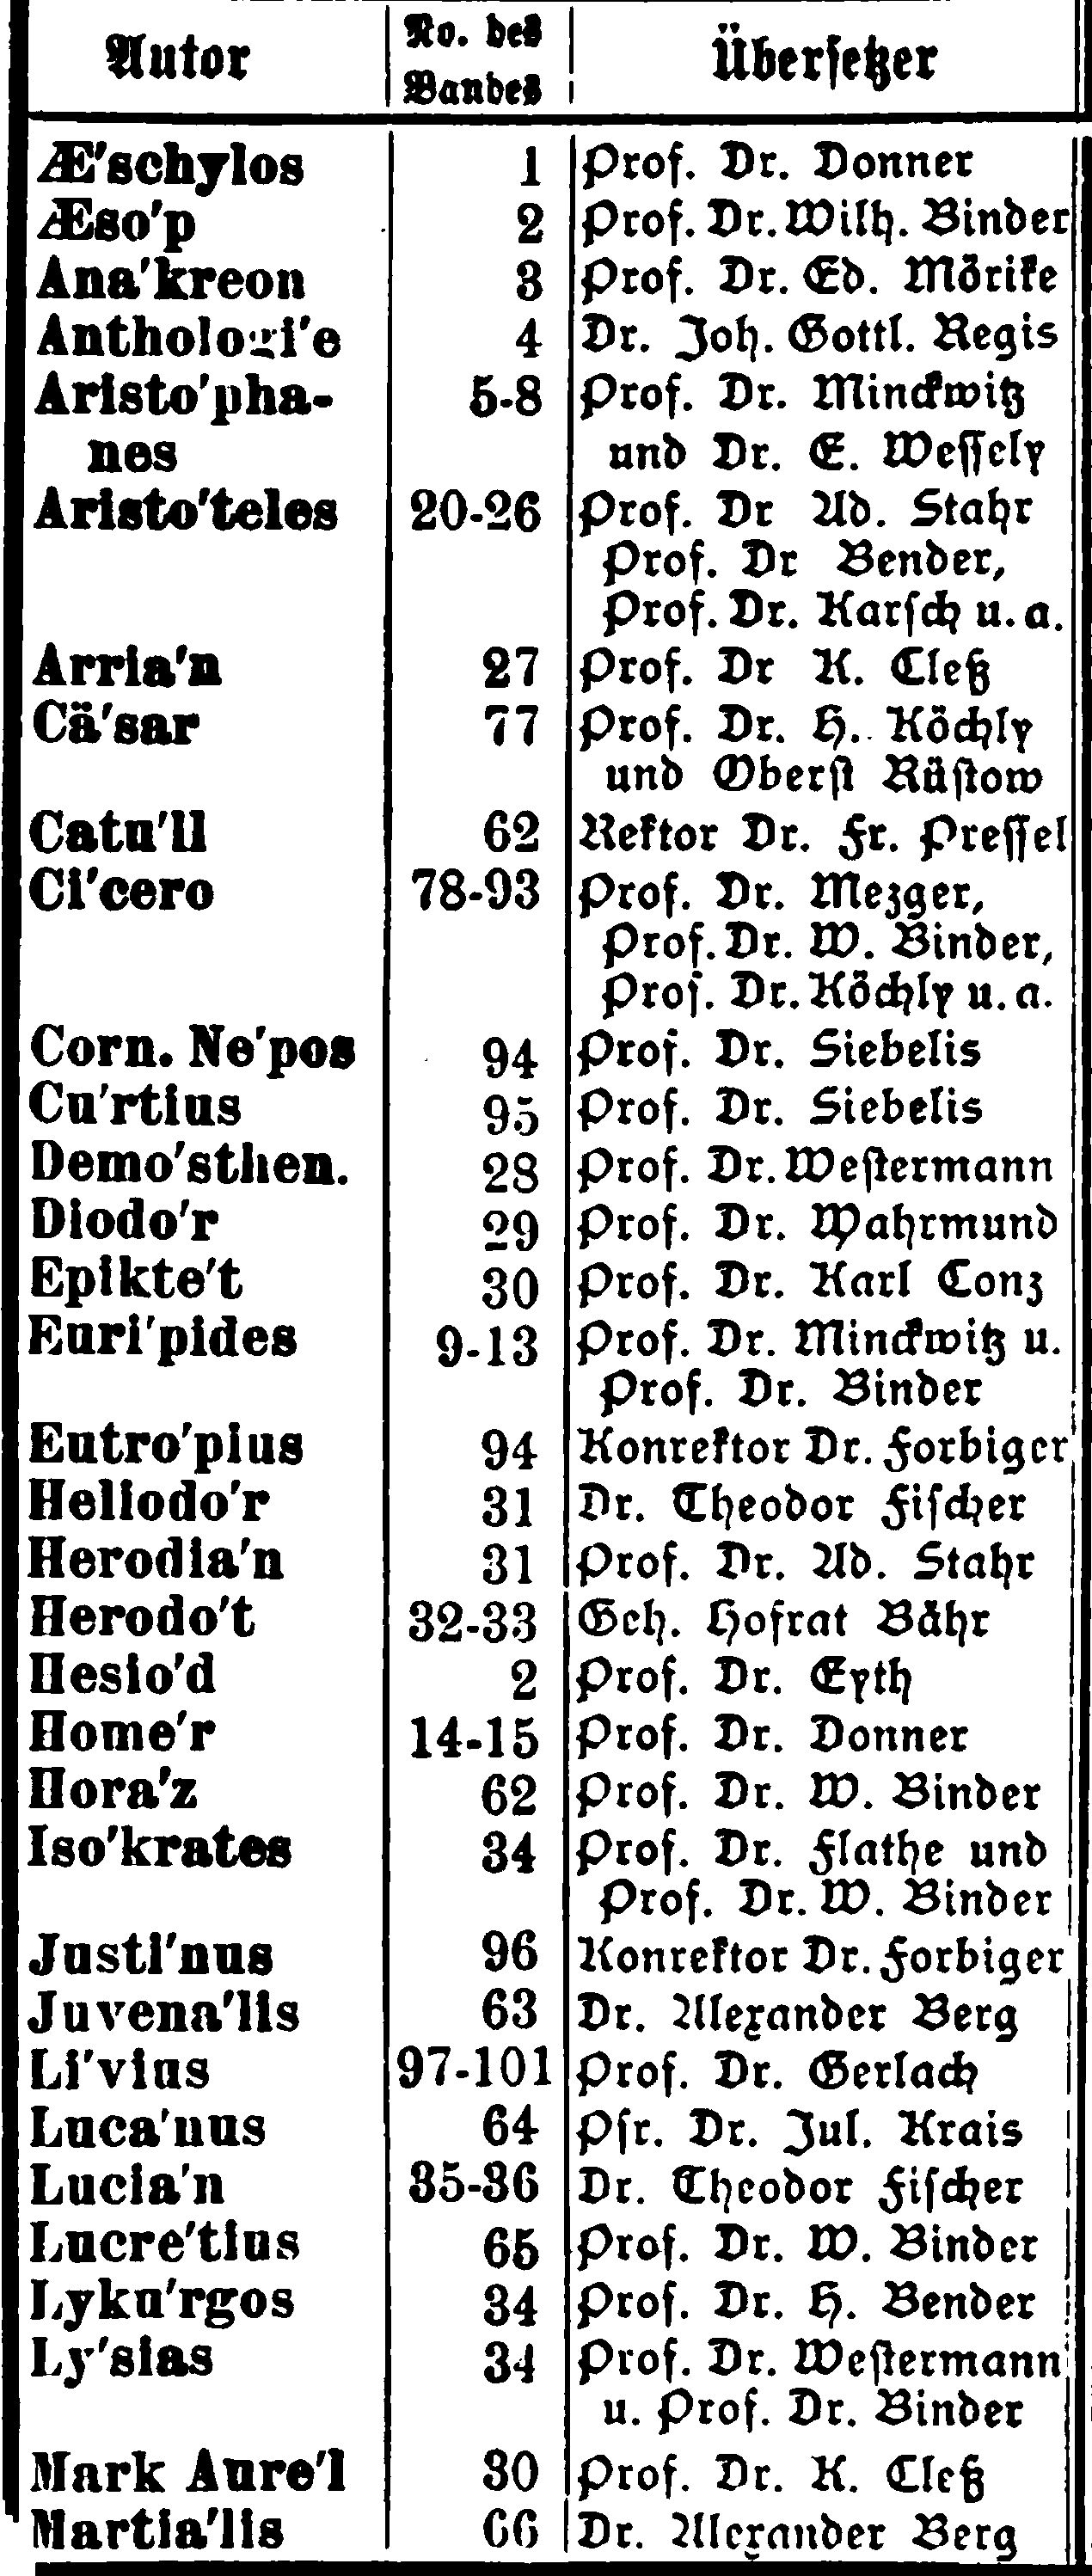 Autor No. des Bandes Übersetzer
Æ'schylos 1 Prof. Dr. Donner
Æso'p 2 Prof. Dr. Wilh. Binder
Ana'kreon 3 Prof. Dr. Ed. Mörike
Anthologi'e 4 Dr. Joh. Gottl. Regis
Aristo'pha- 5-8 Prof. Dr. Minckwitz
nes und Dr. E. Wessely
Aristo'teles 20-26 Prof. Dr Ad. Stahr
Prof. Dr Bender,
Prof. Dr. Karsch u. a.
Arria'n 27 Prof. Dr K. Cleß
Cä'sar 77 Prof. Dr. H. Köchly
und Oberst Rüstow
Catu'll 62 Rektor Dr. Fr. Pressel
Ci'cero 78-93 Prof. Dr. Mezger,
Prof. Dr. W. Binder,
Prof. Dr. Köchly u. a.
Corn. Ne'pos 94 Prof. Dr. Siebelis
Cu'rtius 95 Prof. Dr. Siebelis
Demo'sthen. 28 Prof. Dr. Westermann
Diodo'r 29 Prof. Dr. Wahrmund
Epikte't 30 Prof. Dr. Karl Conz
Euri'pides 9-13 Prof. Dr. Minckwitz u.
Prof. Dr. Binder
Eutro'pius 94 Konrektor Dr. Forbiger
Heliodo'r 31 Dr. Theodor Fischer
Herodia'n 31 Prof. Dr. Ad. Stahr
Herodo't 32-33 Geh. Hofrat Bähr
Hesio'd 2 Prof. Dr. Eyth
Home'r 14-15 Prof. Dr. Donner
Hora'z 62 Prof. Dr. W. Binder
Iso'krates 34 Prof. Dr. Flathe und
Prof. Dr. W. Binder
Justi'nus 96 Konrektor Dr. Forbiger
Juvena'lis 63 Dr. Alexander Berg
Li'vius 97-101 Prof. Dr. Gerlach
Luca'nus 64 Pfr. Dr. Jul. Krais
Lucia'n 35-36 Dr. Theodor Fischer
Lucre'tius 65 Prof. Dr. W. Binder
Lyku'rgos 34 Prof. Dr. H. Bender
Ly'sias 34 Prof. Dr. Westermann
u. Prof. Dr. Binder
Mark Aure'l 30 Prof. Dr. K. Cleß
Martia'lis 66 Dr. Alexander Berg